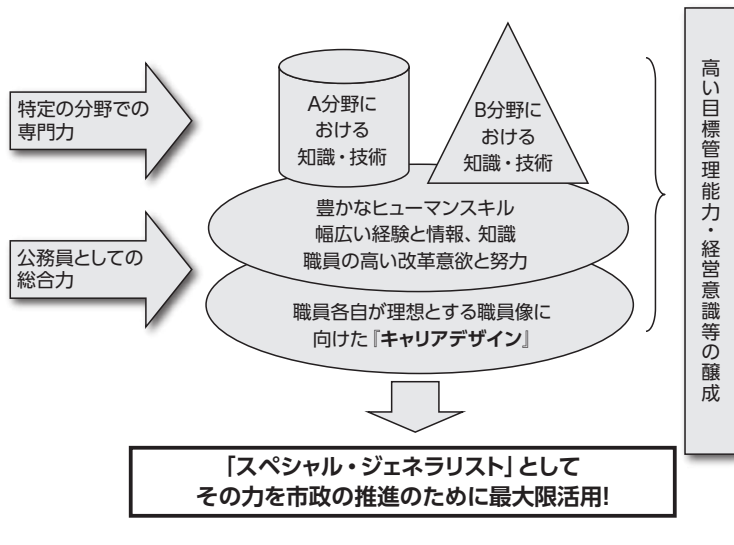 特定の分野での
専門力
A分野に
おける
知識・技術
B分野に
おける
知識・技術
公務員としての
総合力
豊かなヒューマンスキル
幅広い経験と情報、知識
職員の高い改革意欲と努力
職員各自が理想とする職員像に
向けた『キャリアデザイン』
高い目標管理能力・経営意識等の醸成
「スペシャル・ジェネラリスト」として
その力を市政の推進のために最大限活用!